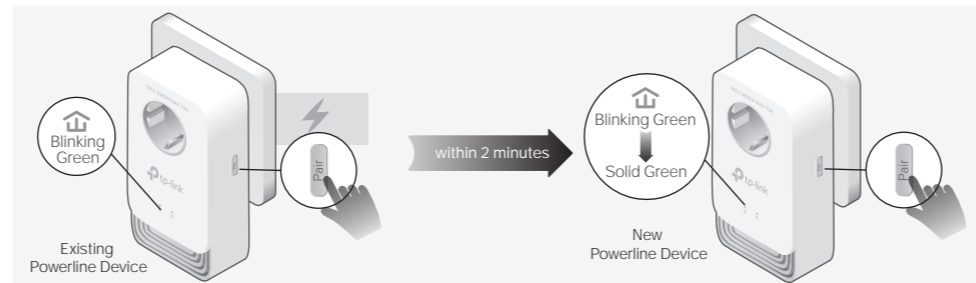 Blinking
Green
tp-link
Pair
Existing
Powerline Device
within 2 minutes
Blinking Green
Solid Green
tp-link
Pair
New
Powerline Device